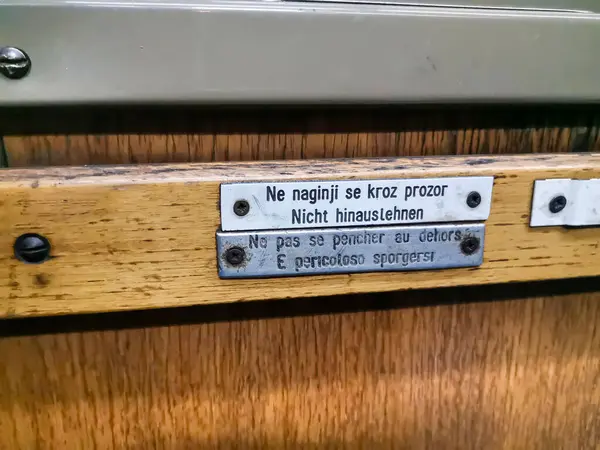 Ne naginji se kroz prozor
Nicht hinauslehnen
Ne pas se pencher au dehors
E pericoloso sporgersi